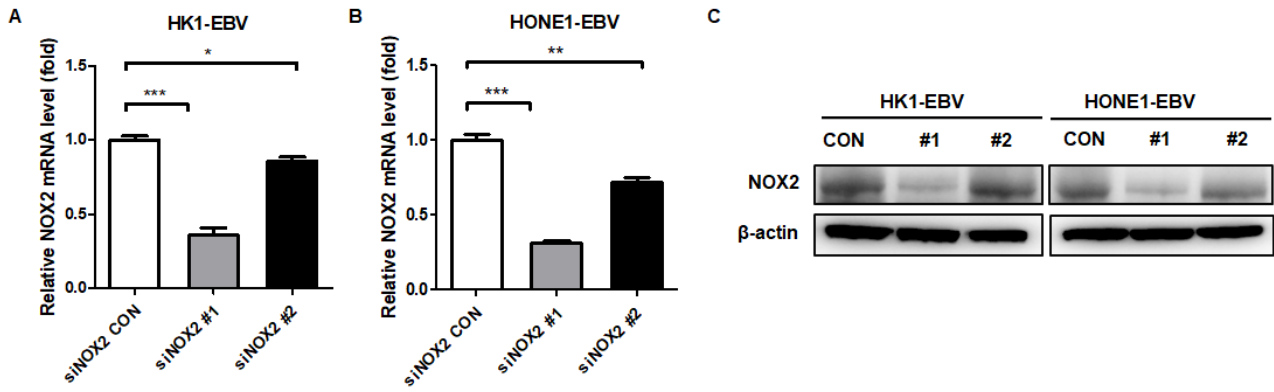 A
HK1-EBV
Relative NOX2 mRNA level (fold)
1.5
1.0
0.5
0.0
*
***
siNOX2 CON
siNOX2 #1
siNOX2 #2
B
HONE1-EBV
Relative NOX2 mRNA level (fold)
1.5
1.0
0.5
0.0
**
***
siNOX2 CON
siNOX2 #1
siNOX2 #2
C
HK1-EBV
HONE1-EBV
CON #1 #2 CON #1 #2
NOX2
β-actin